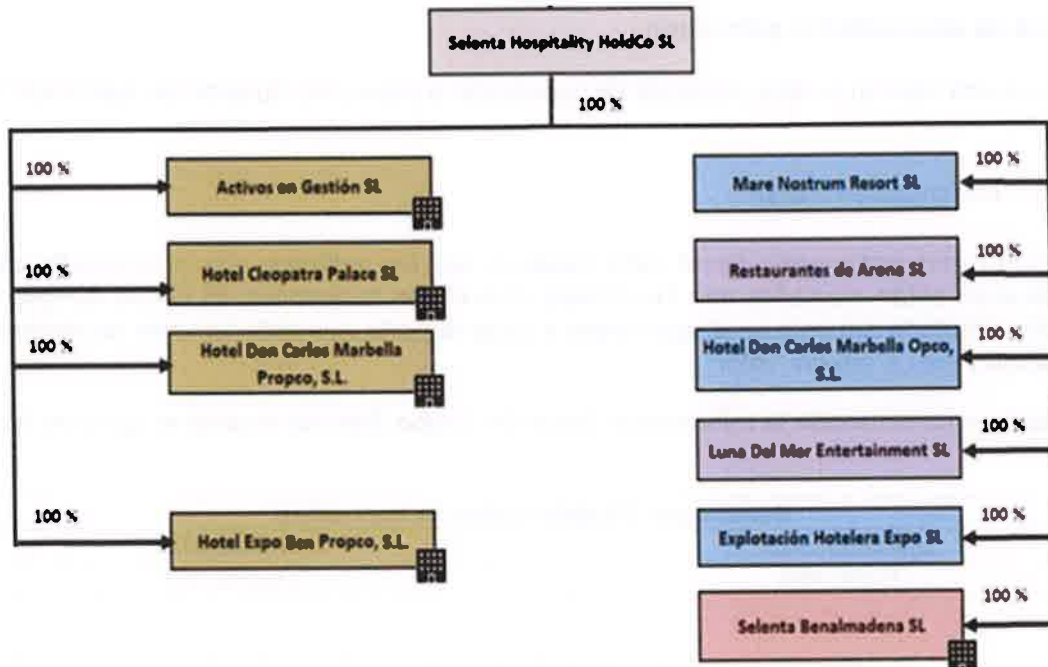 Selenta Hospitality HoldCo SL
100 %
100 %
Activos en Gestión SL
100 %
Hotel Cleopatra Palace SL
100 %
Hotel Don Carlos Marbella
Propco, S.L.
100 %
Hotel Expo Bcn Propco, S.L.
100 %
Mare Nostrum Resort SL
100 %
Restaurantes de Arona SL
100 %
Hotel Don Carlos Marbella Opco,
S.L.
100 %
Luna Del Mar Entertainment SL
100 %
Explotación Hotelera Expo SL
100 %
Selenta Benalmadena SL